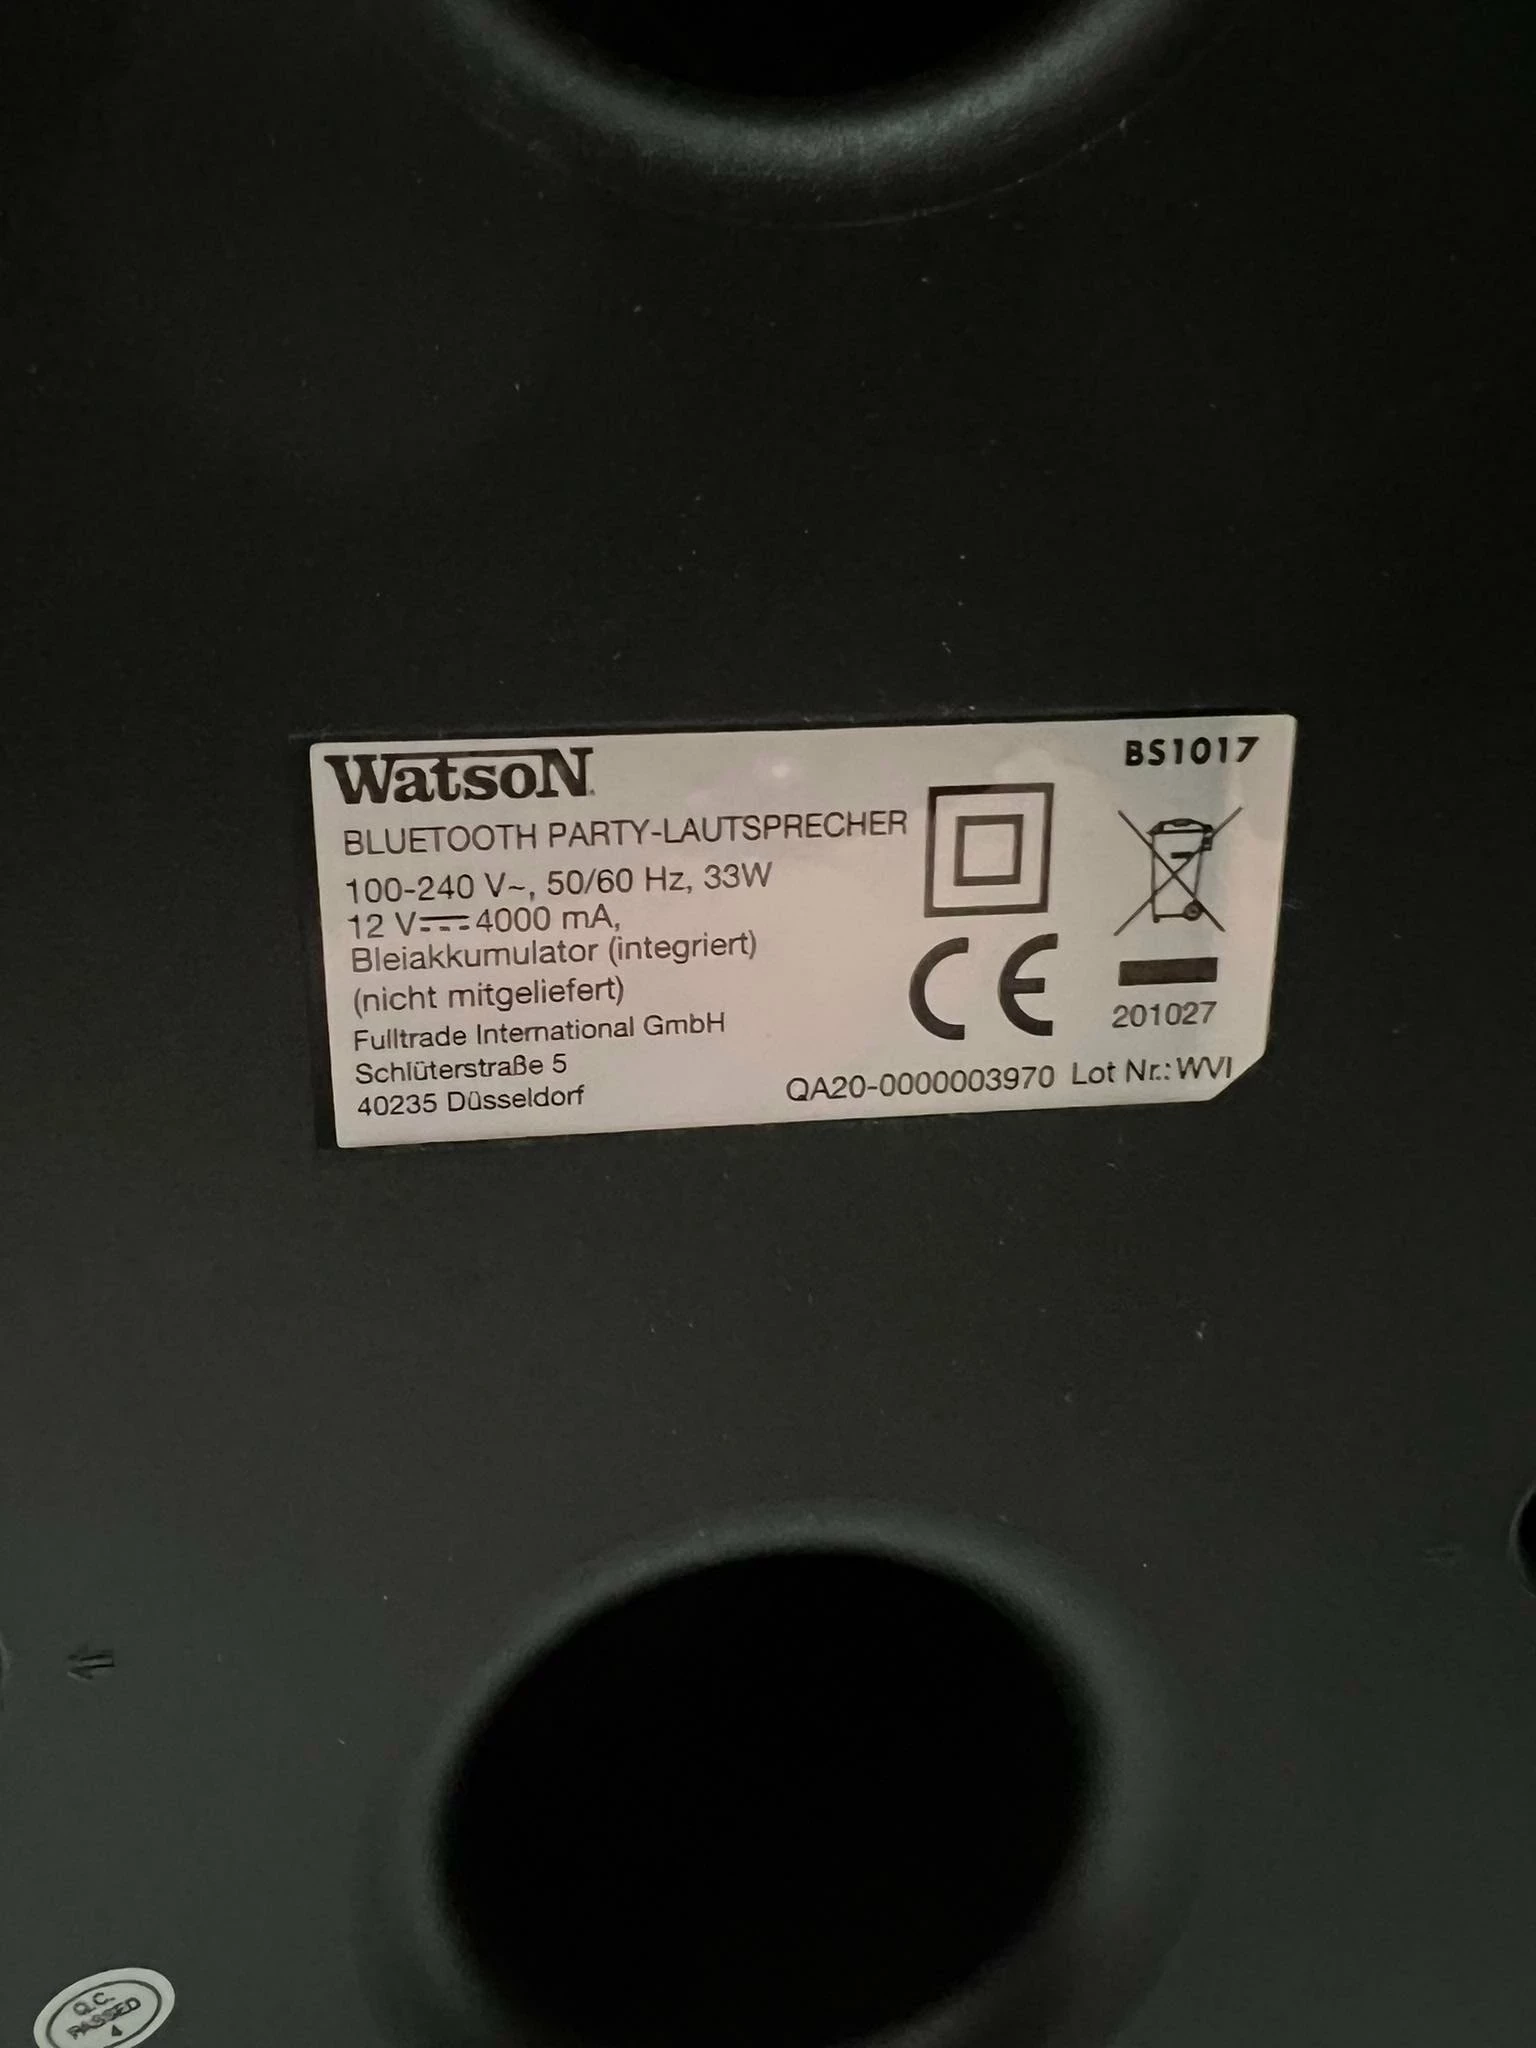 WatsoN
BS1017
BLUETOOTH PARTY-LAUTSPRECHER
100-240 V~, 50/60 Hz, 33W
12 V⎓4000 mA,
Bleiakkumulator (integriert)
(nicht mitgeliefert)
Fulltrade International GmbH
Schlüterstraße 5
40235 Düsseldorf
CE
201027
QA20-0000003970 Lot Nr.: WVI
Q.C.
PASSED
4